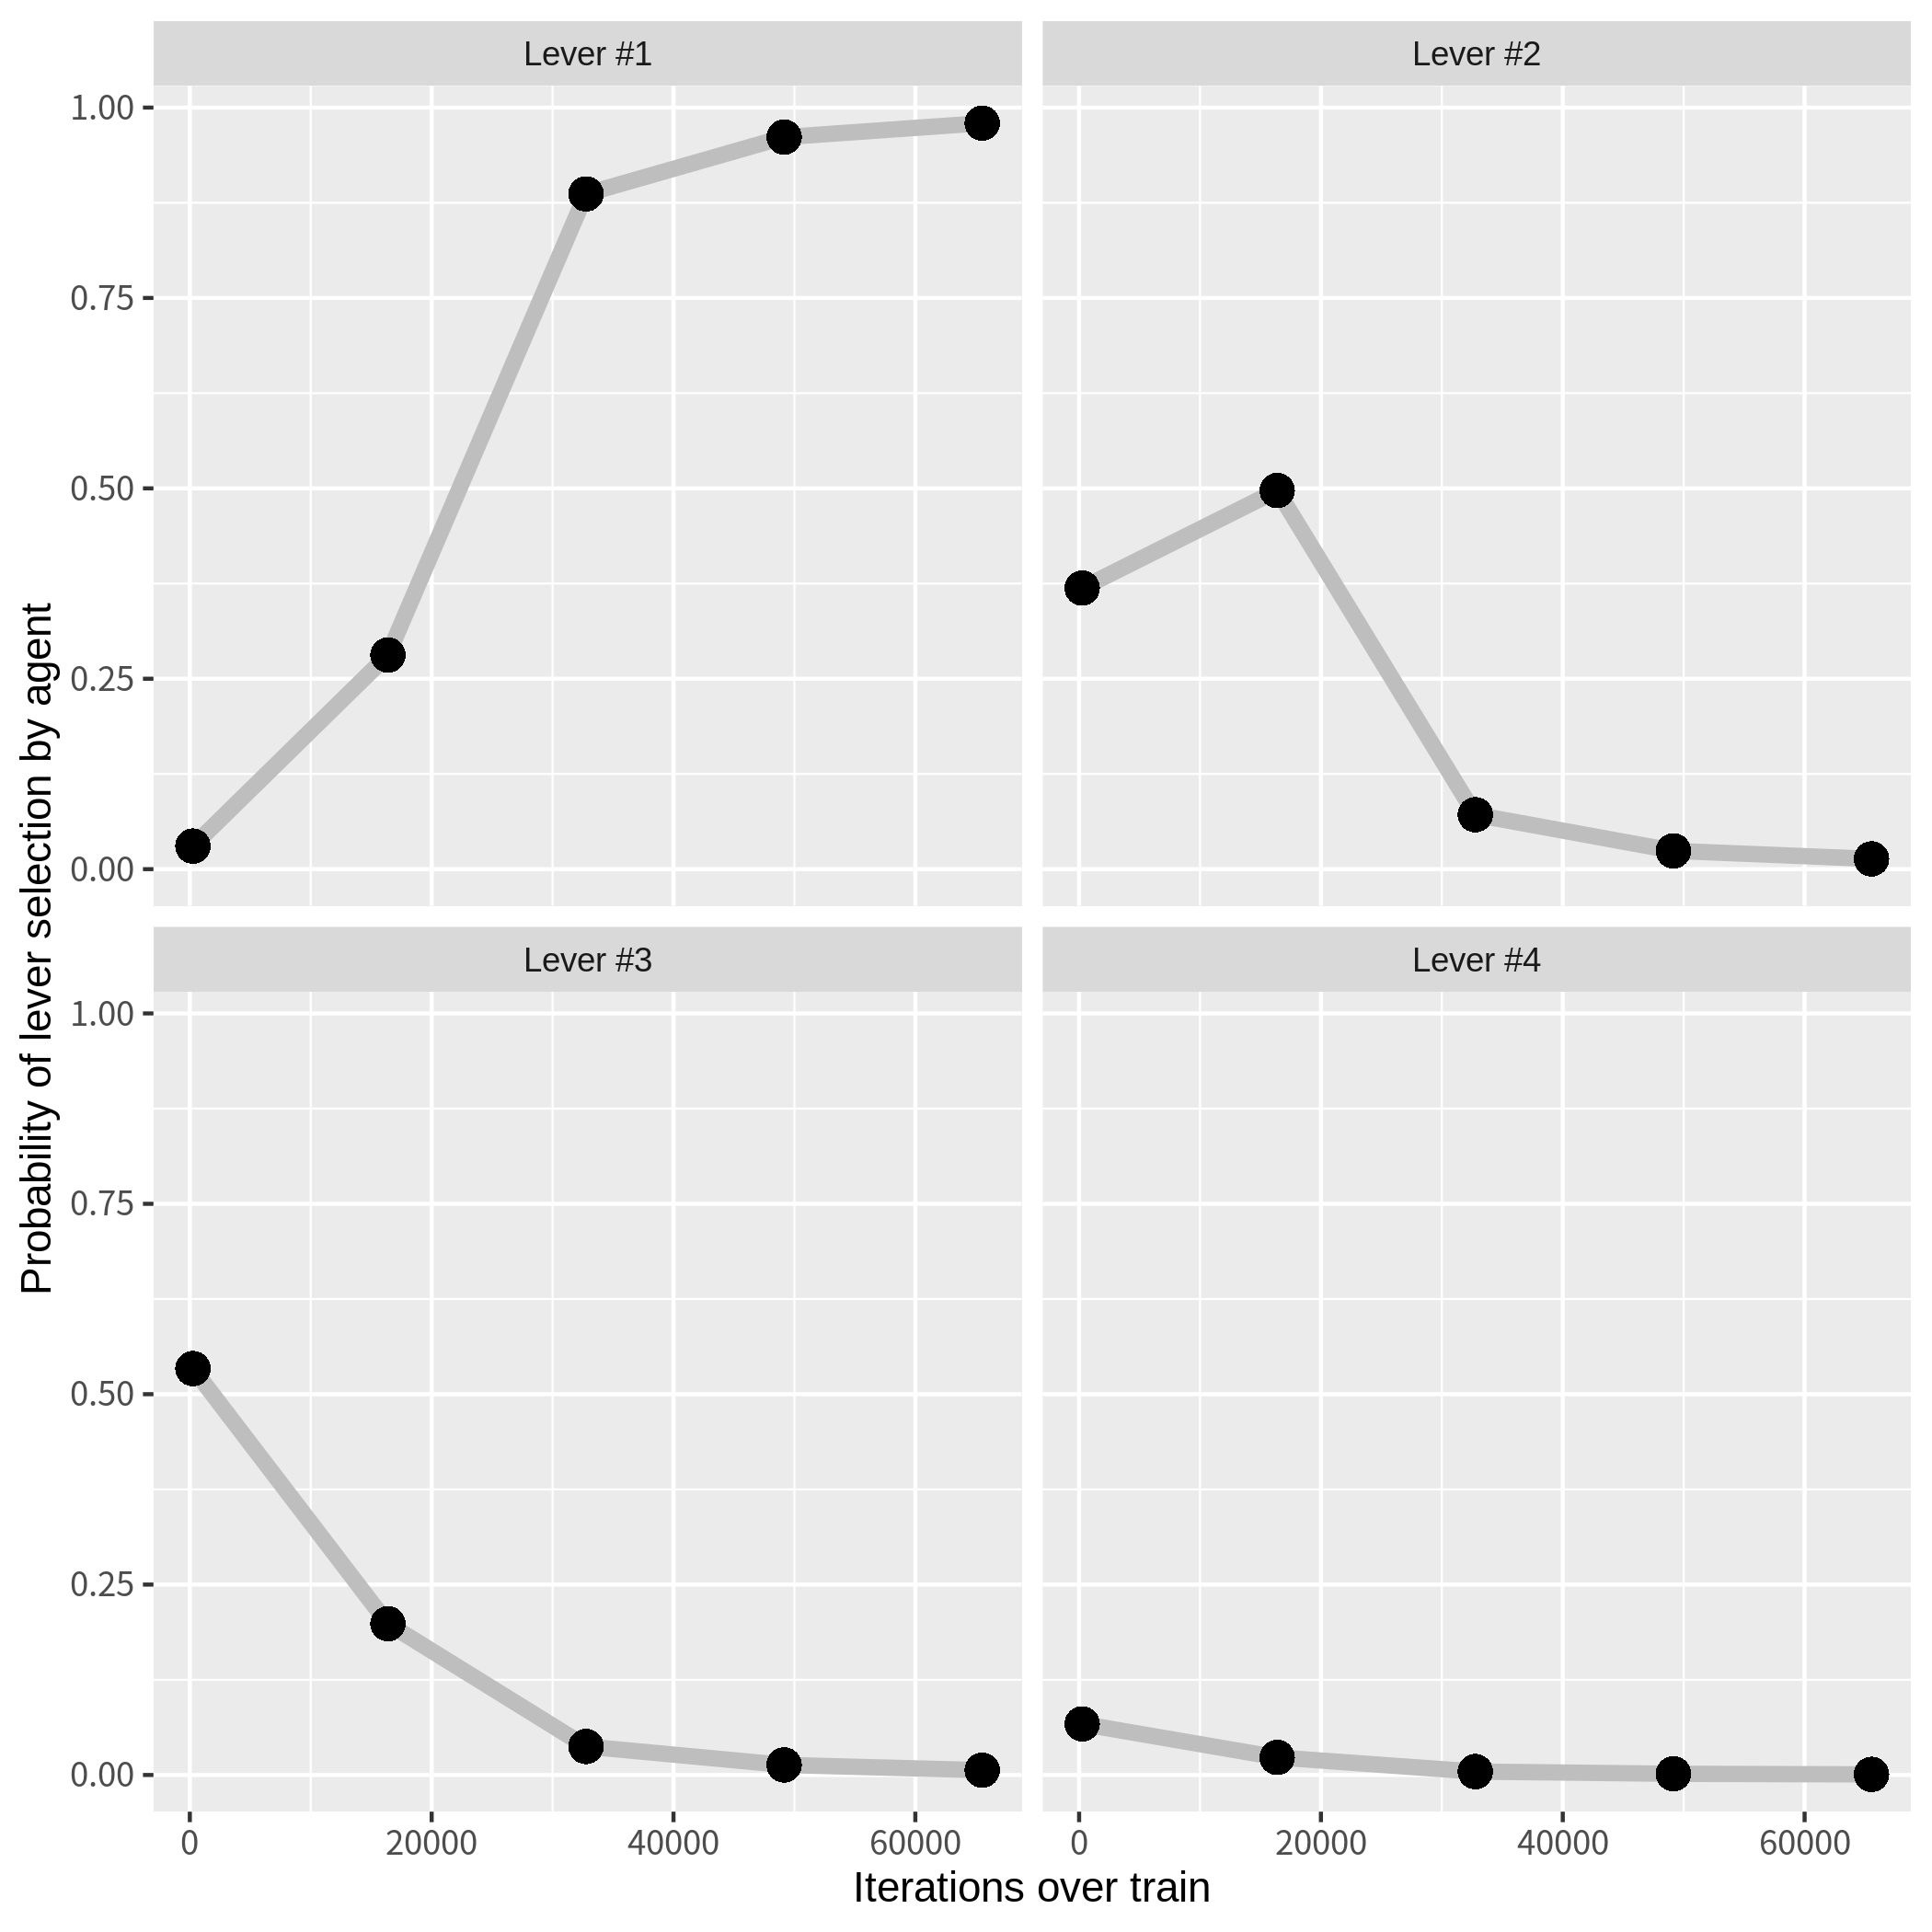 Lever #1
Lever #2
1.00
0.75
0.50
0.25
0.00
Probability of lever selection by agent
Lever #3
Lever #4
1.00
0.75
0.50
0.25
0.00
0 20000 40000 60000
0 20000 40000 60000
Iterations over train